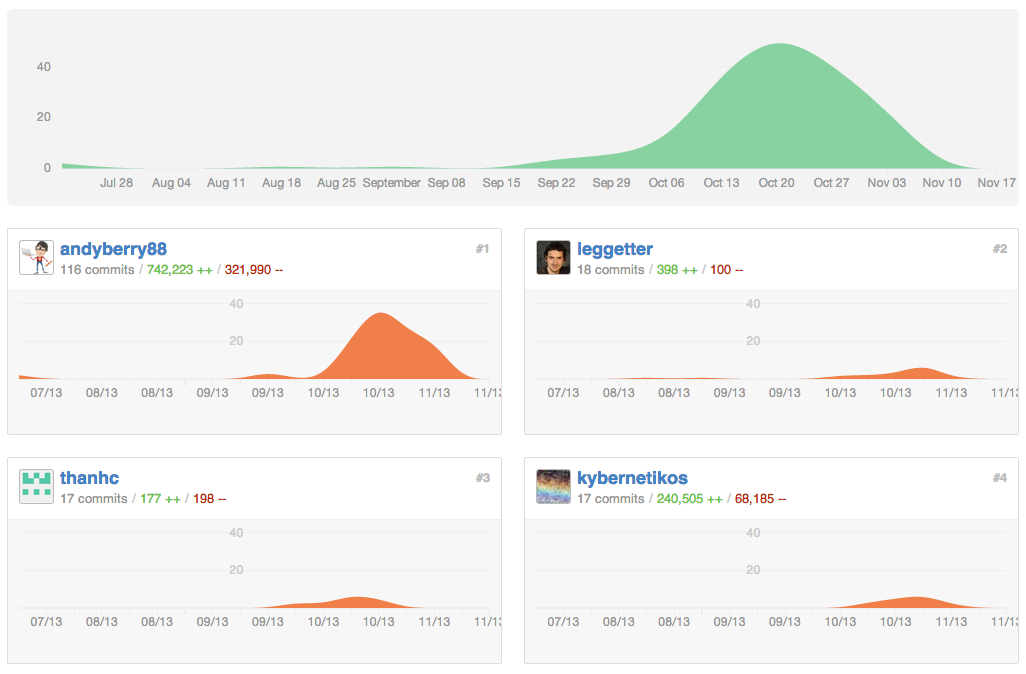 40
20
0
Jul 28 Aug 04 Aug 11 Aug 18 Aug 25 September Sep 08 Sep 15 Sep 22 Sep 29 Oct 06 Oct 13 Oct 20 Oct 27 Nov 03 Nov 10 Nov 17
andyberry88 #1
116 commits / 742,223 ++ / 321,990 --
40
20
07/13 08/13 08/13 09/13 09/13 10/13 10/13 11/13 11/13
leggetter #2
18 commits / 398 ++ / 100 --
40
20
07/13 08/13 08/13 09/13 09/13 10/13 10/13 11/13 11/13
thanhc #3
17 commits / 177 ++ / 198 --
40
20
07/13 08/13 08/13 09/13 09/13 10/13 10/13 11/13 11/13
kybernetikos #4
17 commits / 240,505 ++ / 68,185 --
40
20
07/13 08/13 08/13 09/13 09/13 10/13 10/13 11/13 11/13